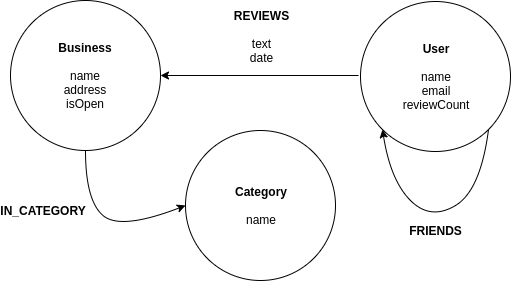 REVIEWS
text
date
Business
name
address
isOpen
User
name
email
reviewCount
Category
name
IN_CATEGORY
FRIENDS